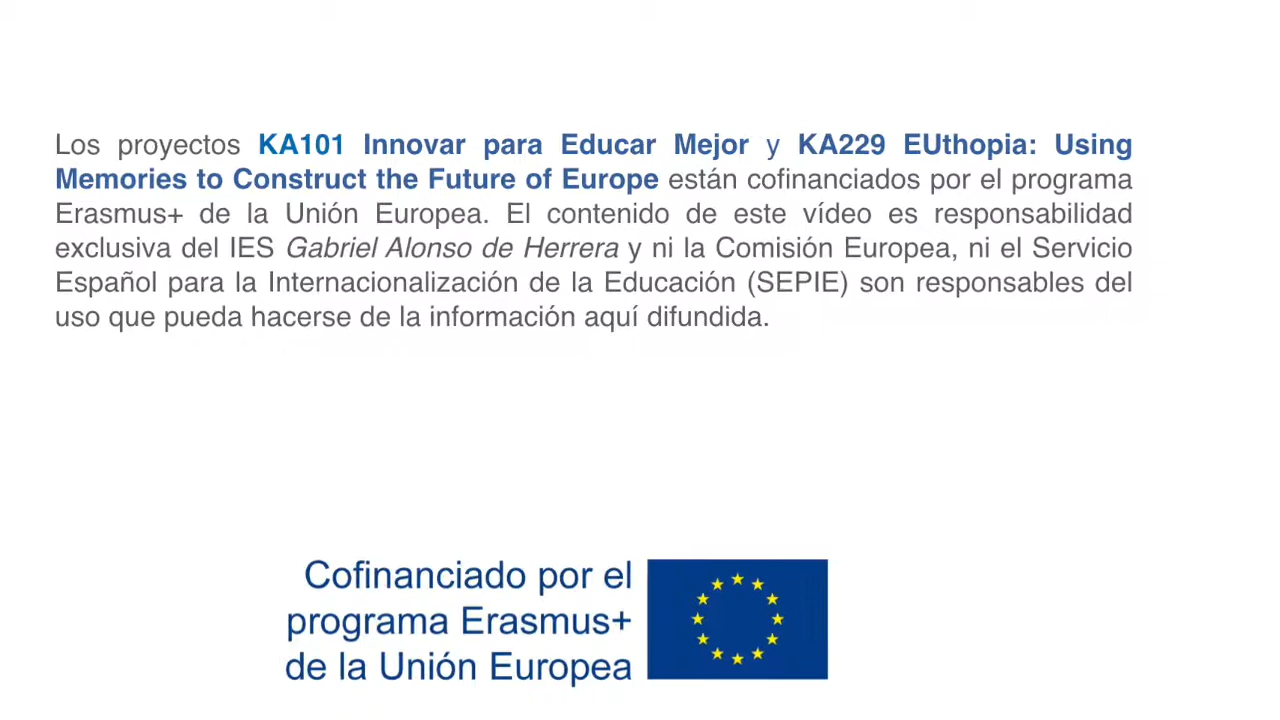 Los proyectos KA101 Innovar para Educar Mejor y KA229 EUthopia: Using
Memories to Construct the Future of Europe están cofinanciados por el programa
Erasmus+ de la Unión Europea. El contenido de este vídeo es responsabilidad
exclusiva del IES Gabriel Alonso de Herrera y ni la Comisión Europea, ni el Servicio
Español para la Internacionalización de la Educación (SEPIE) son responsables del
uso que pueda hacerse de la información aquí difundida.
Cofinanciado por el
programa Erasmus+
de la Unión Europea